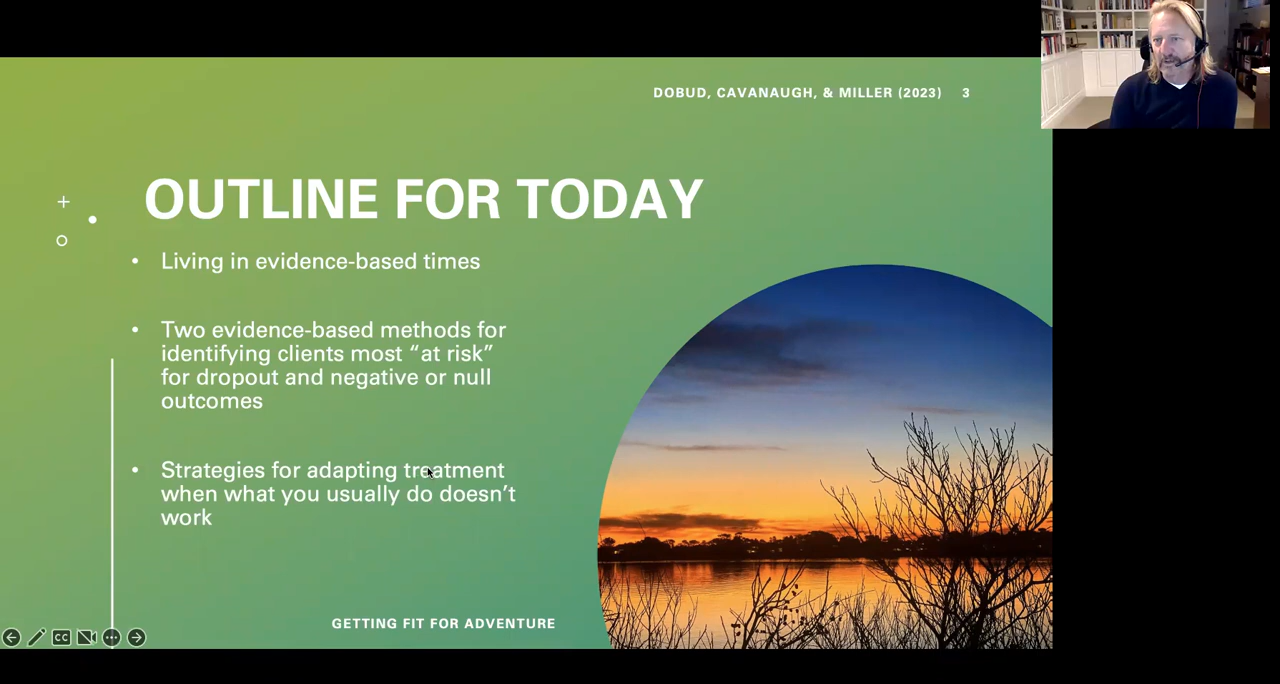 DOBUD, CAVANAUGH, & MILLER (2023) 3
OUTLINE FOR TODAY
• Living in evidence-based times
• Two evidence-based methods for
identifying clients most “at risk”
for dropout and negative or null
outcomes
• Strategies for adapting treatment
when what you usually do doesn’t
work
GETTING FIT FOR ADVENTURE
CC